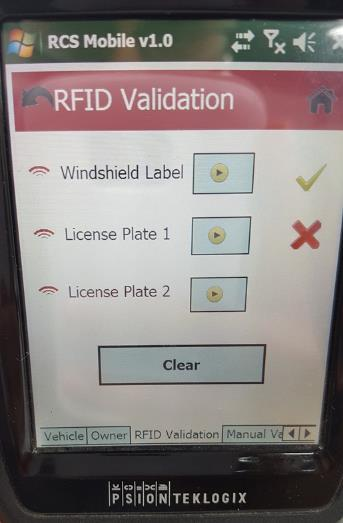 RCS Mobile v1.0
RFID Validation
Windshield Label
License Plate 1
License Plate 2
Clear
Vehicle Owner RFID Validation Manual Va
PSION TEKLOGIX